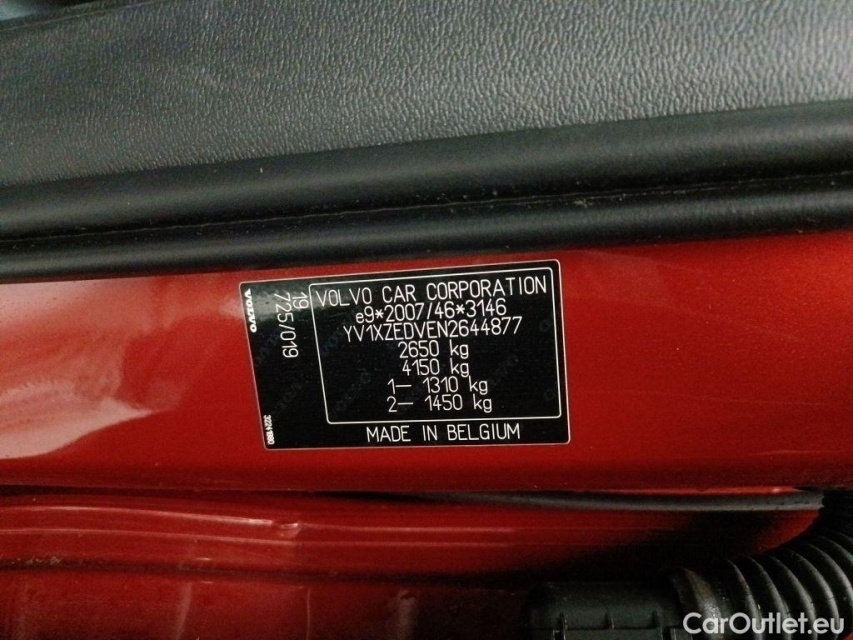 VOLVO CAR CORPORATION
e9*2007/46*3146
YV1XZEDVEN2644877
2650 kg
4150 kg
1– 1310 kg
2– 1450 kg
MADE IN BELGIUM
VOLVO
19
725/019
CarOutlet.eu